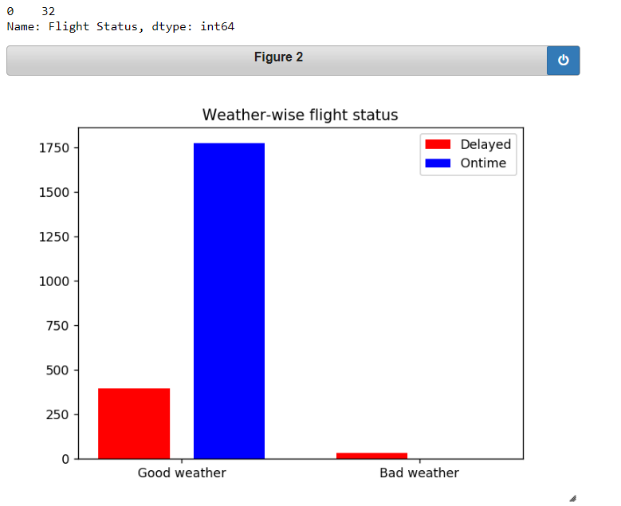 0    32
Name: Flight Status, dtype: int64
Figure 2
Weather-wise flight status
Delayed
Ontime
1750
1500
1250
1000
750
500
250
0
Good weather Bad weather